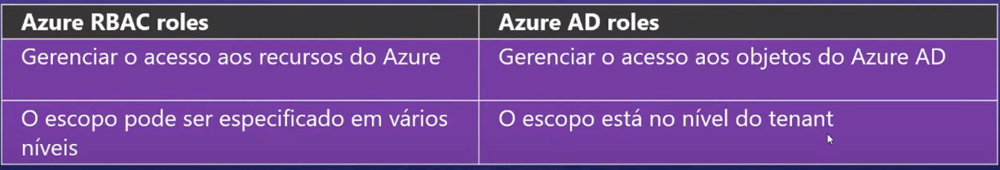 Azure RBAC roles
Azure AD roles
Gerenciar o acesso aos recursos do Azure
Gerenciar o acesso aos objetos do Azure AD
O escopo pode ser especificado em vários
níveis
O escopo está no nível do tenant